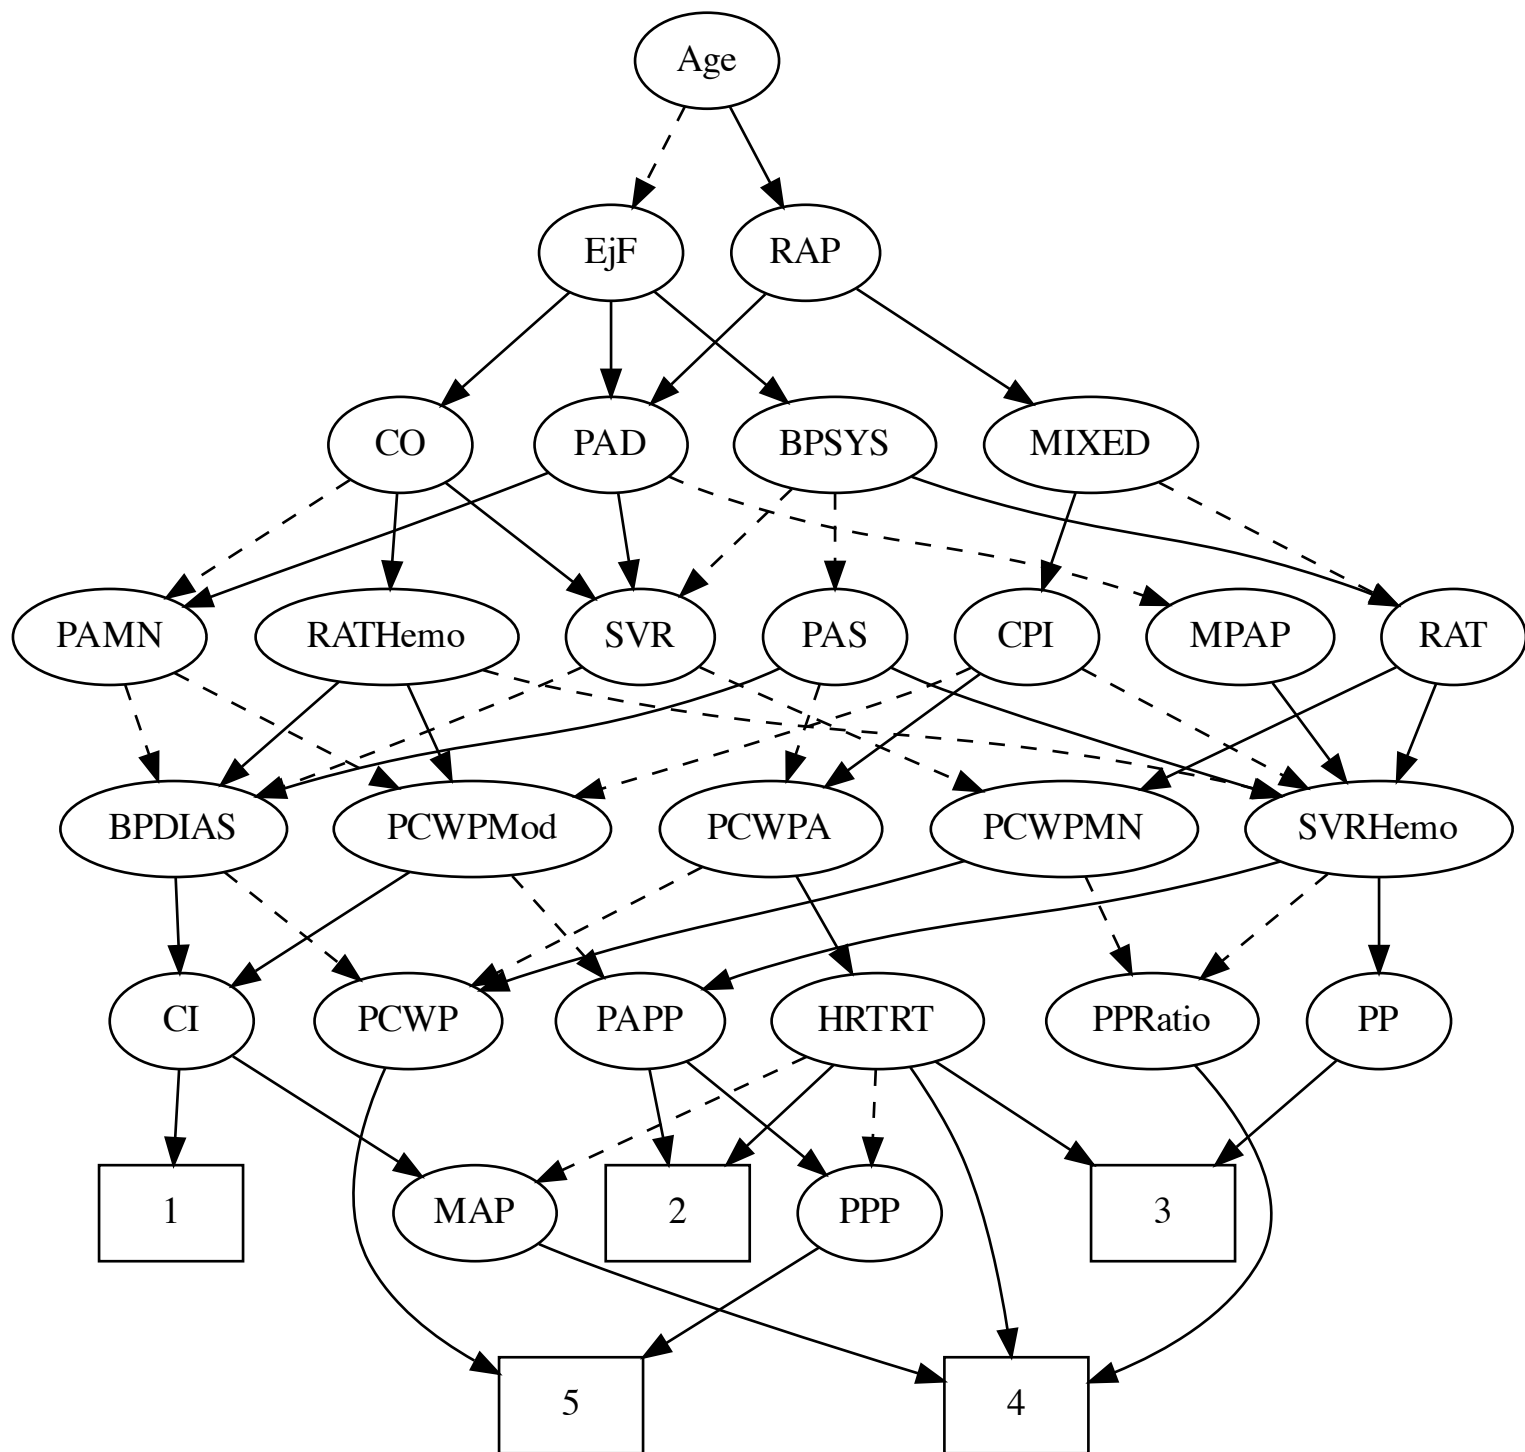 Age
EjF
RAP
CO
PAD
BPSYS
MIXED
PAMN
RATHemo
SVR
PAS
CPI
MPAP
RAT
BPDIAS
PCWPMod
PCWPA
PCWPMN
SVRHemo
CI
PCWP
PAPP
HRTRT
PPRatio
PP
1
MAP
2
PPP
3
5
4